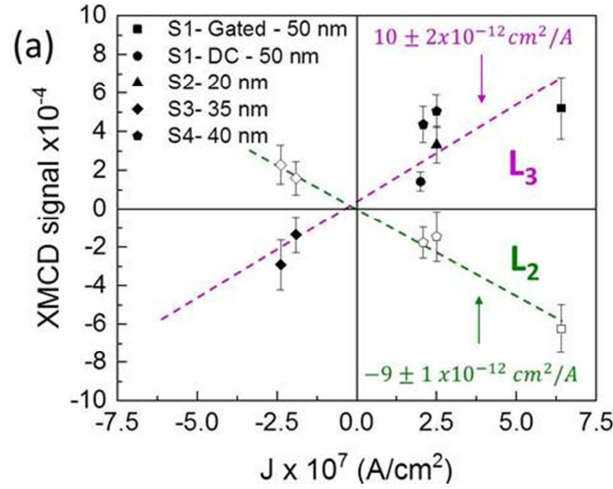 (a)
S1- Gated - 50 nm
S1- DC - 50 nm
S2- 20 nm
S3- 35 nm
S4- 40 nm
10 ± 2x10⁻¹² cm²/A
L₃
L₂
−9 ± 1 x10⁻¹² cm²/A
XMCD signal x10⁻⁴
10
8
6
4
2
0
-2
-4
-6
-8
-10
-7.5 -5.0 -2.5 0.0 2.5 5.0 7.5
J x 10⁷ (A/cm²)